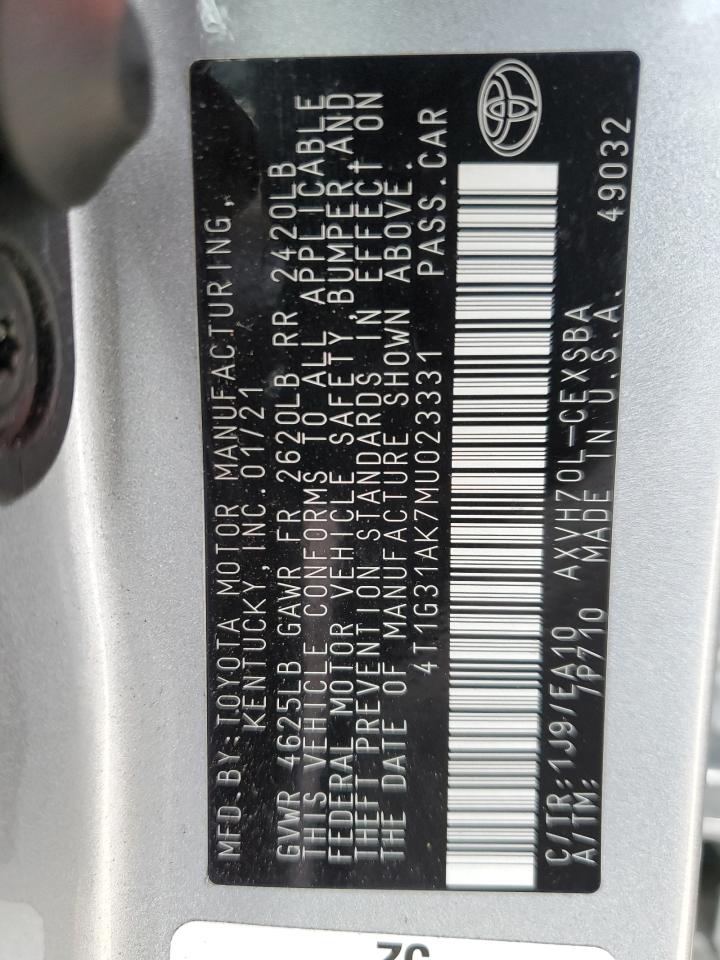 MFD. BY: TOYOTA MOTOR MANUFACTURING,
KENTUCKY, INC. 01/21
GVWR 4625LB GAWR FR 2620LB RR 2420LB
THIS VEHICLE CONFORMS TO ALL APPLICABLE
FEDERAL MOTOR VEHICLE SAFETY, BUMPER AND
THEFT PREVENTION STANDARDS IN EFFECT ON
THE DATE OF MANUFACTURE SHOWN ABOVE.
4T1G31AK7MU023331 PASS. CAR
C/TR: 1J9/EA10 AXVH70L-CEXSBA
A/TM: /P710 MADE IN U.S.A. 49032